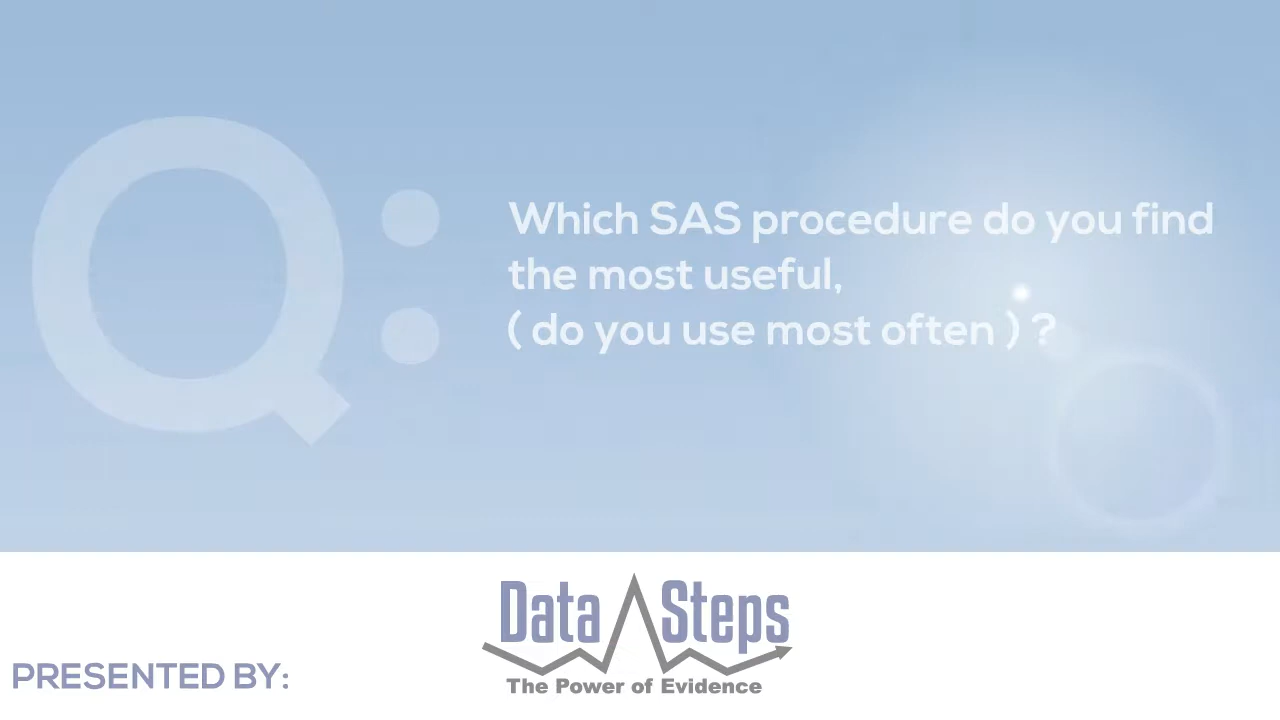 Q:
Which SAS procedure do you find
the most useful,
( do you use most often ) ?
PRESENTED BY:
Data Steps
The Power of Evidence